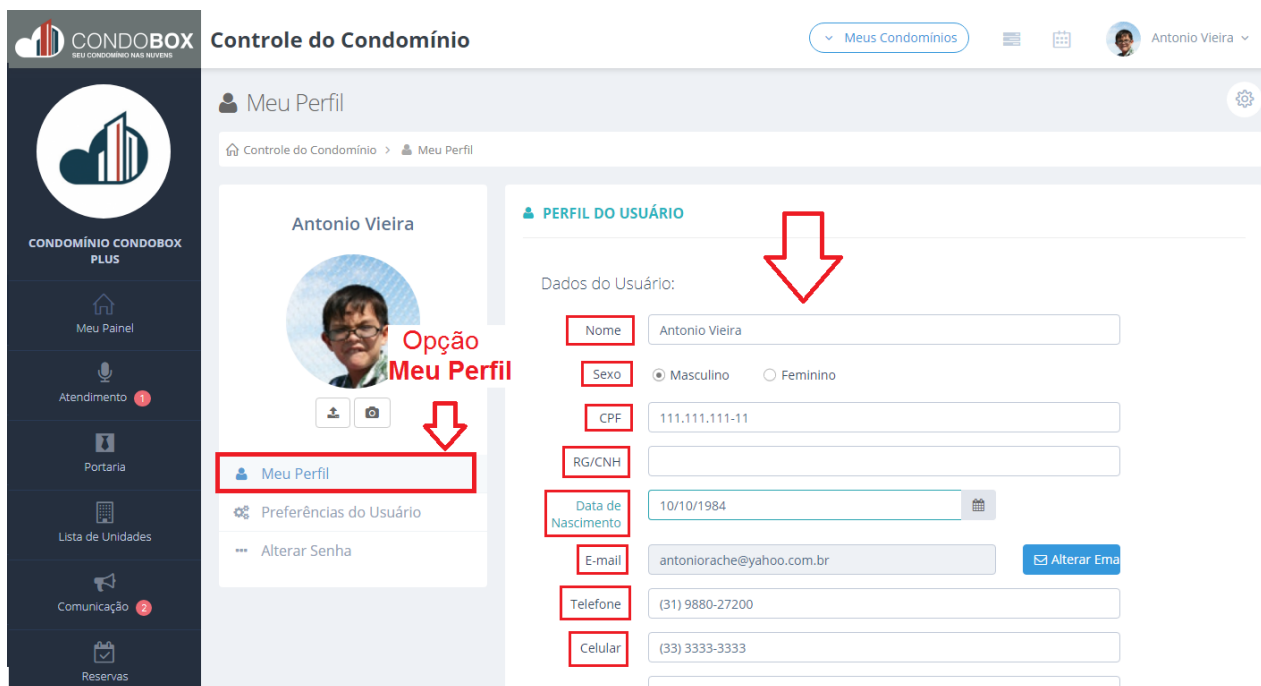 CONDOBOX
SEU CONDOMÍNIO NAS NUVENS
Controle do Condomínio
Meus Condomínios
Antonio Vieira
Meu Perfil
Controle do Condomínio > Meu Perfil
CONDOMÍNIO CONDOBOX
PLUS
Meu Painel
Atendimento 1
Portaria
Lista de Unidades
Comunicação 2
Reservas
Antonio Vieira
Opção
Meu Perfil
Meu Perfil
Preferências do Usuário
Alterar Senha
PERFIL DO USUÁRIO
Dados do Usuário:
Nome Antonio Vieira
Sexo Masculino Feminino
CPF 111.111.111-11
RG/CNH
Data de
Nascimento 10/10/1984
E-mail antoniorache@yahoo.com.br Alterar Ema
Telefone (31) 9880-27200
Celular (33) 3333-3333